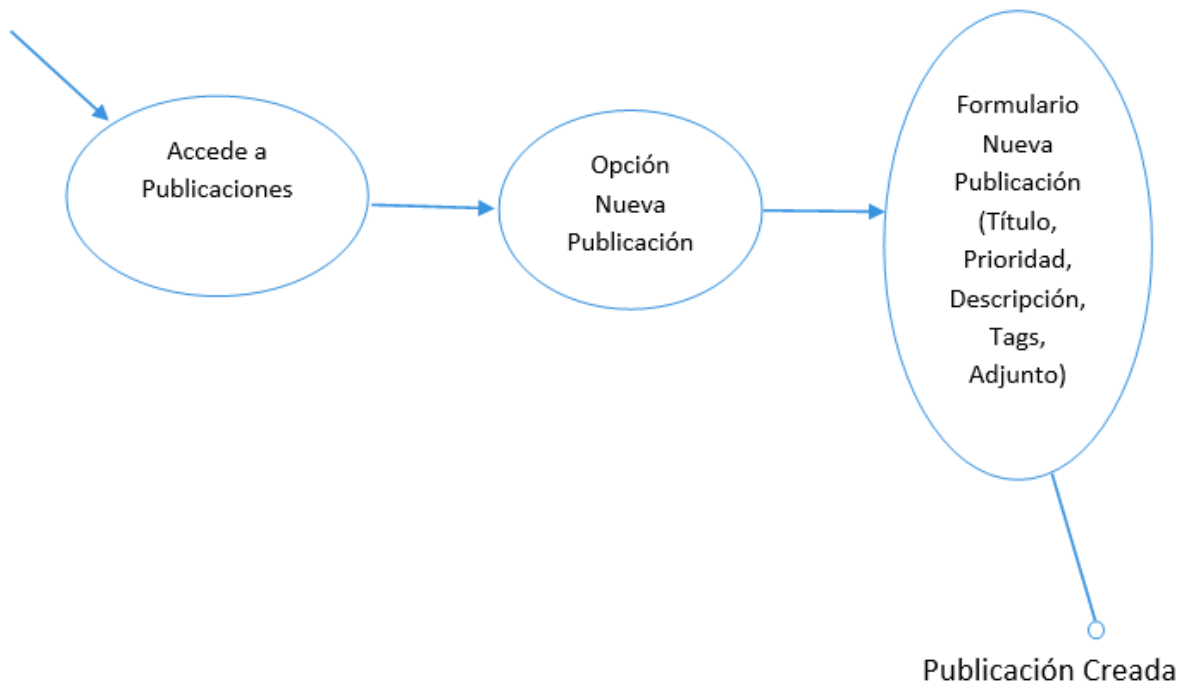 Accede a
Publicaciones
Opción
Nueva
Publicación
Formulario
Nueva
Publicación
(Título,
Prioridad,
Descripción,
Tags,
Adjunto)
Publicación Creada